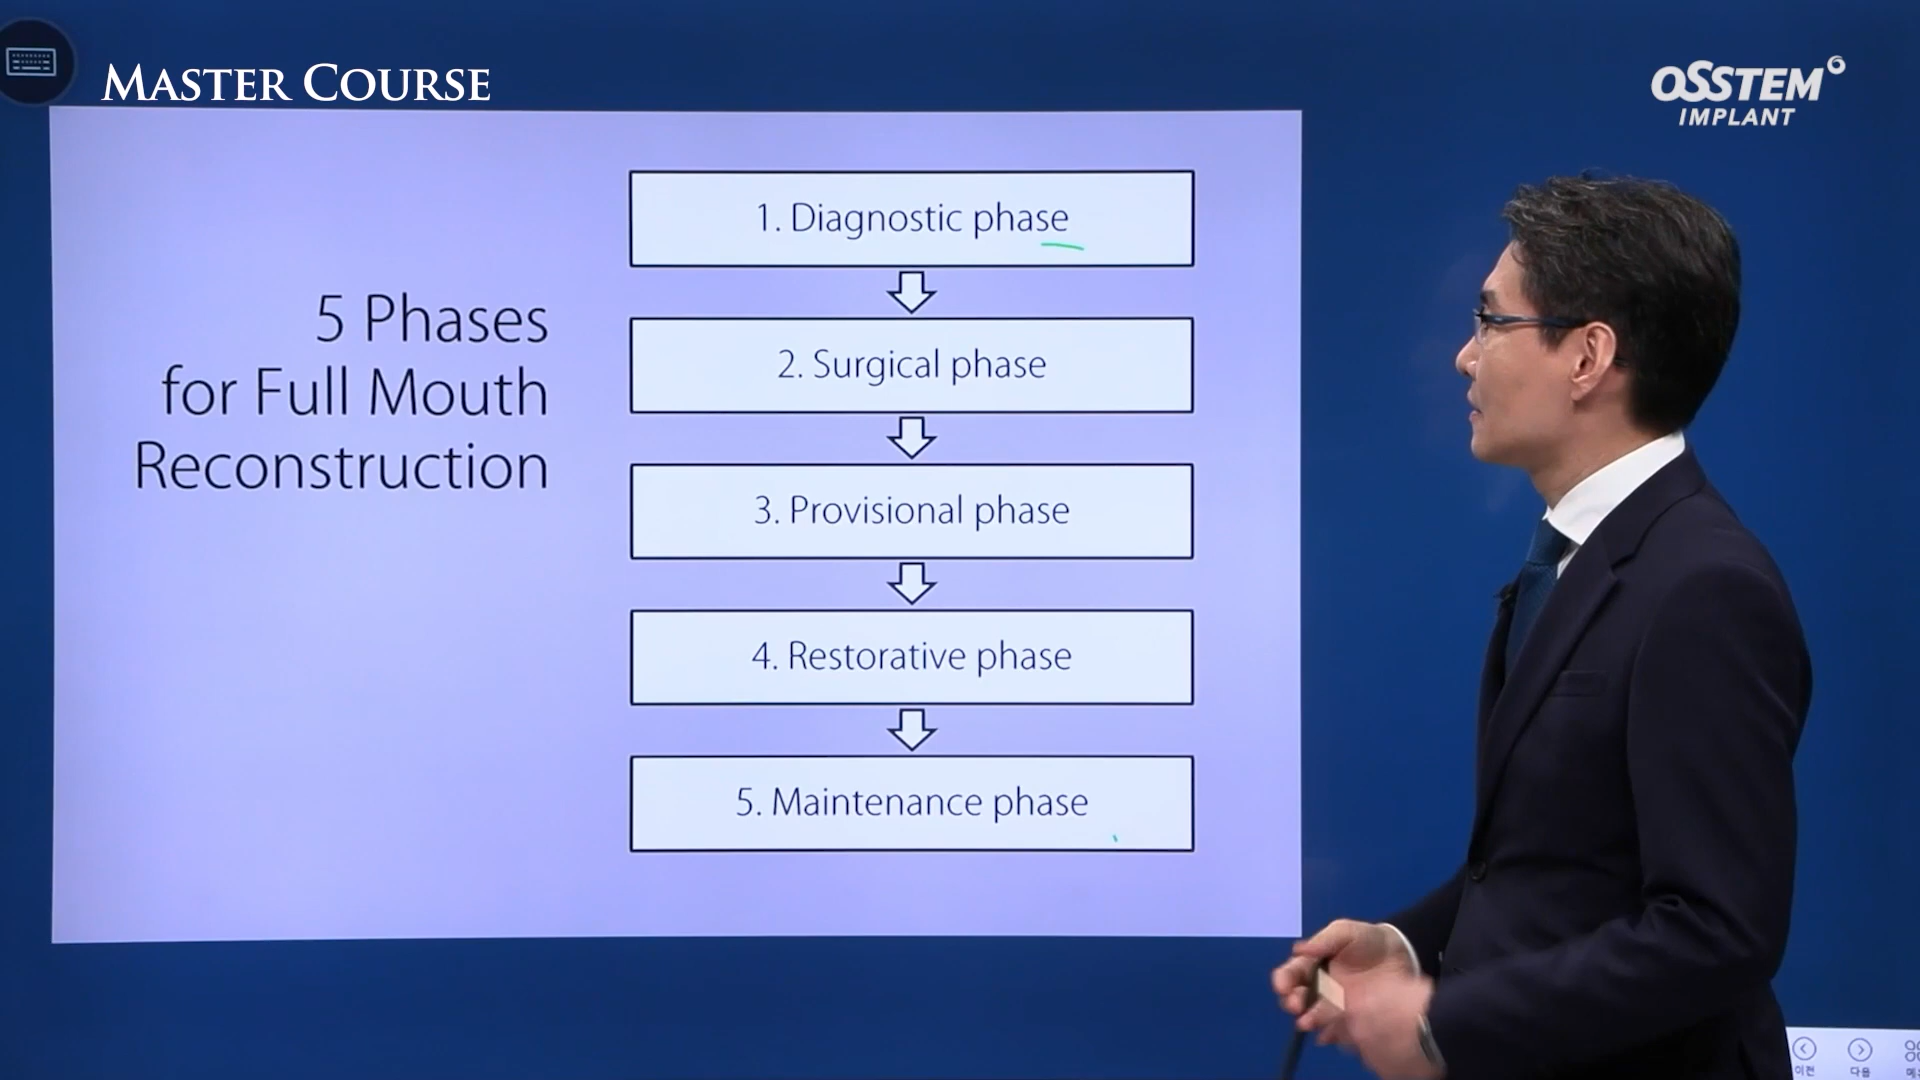 MASTER COURSE
OSSTEM
IMPLANT
5 Phases
for Full Mouth
Reconstruction
1. Diagnostic phase
2. Surgical phase
3. Provisional phase
4. Restorative phase
5. Maintenance phase
이전
다음